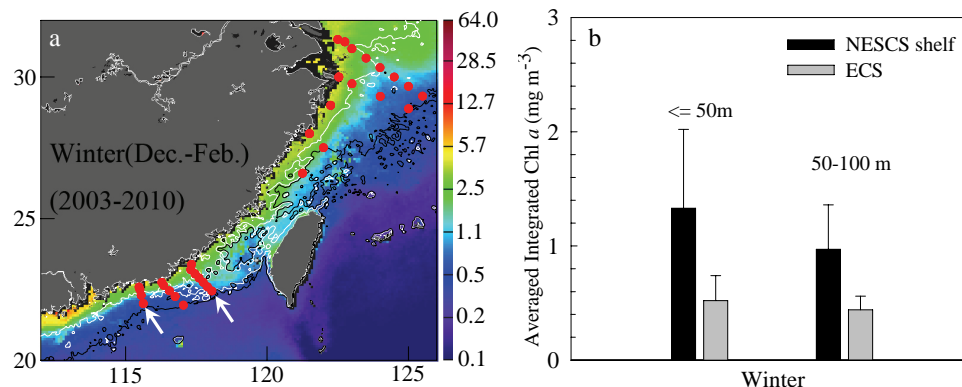 a
Winter(Dec.-Feb.)
(2003-2010)
30
25
20
115
120
125
64.0
28.5
12.7
5.7
2.5
1.1
0.5
0.2
0.1
b
NESCS shelf
ECS
<= 50m
50-100 m
Averaged Integrated Chl a (mg m⁻³)
3
2
1
0
Winter